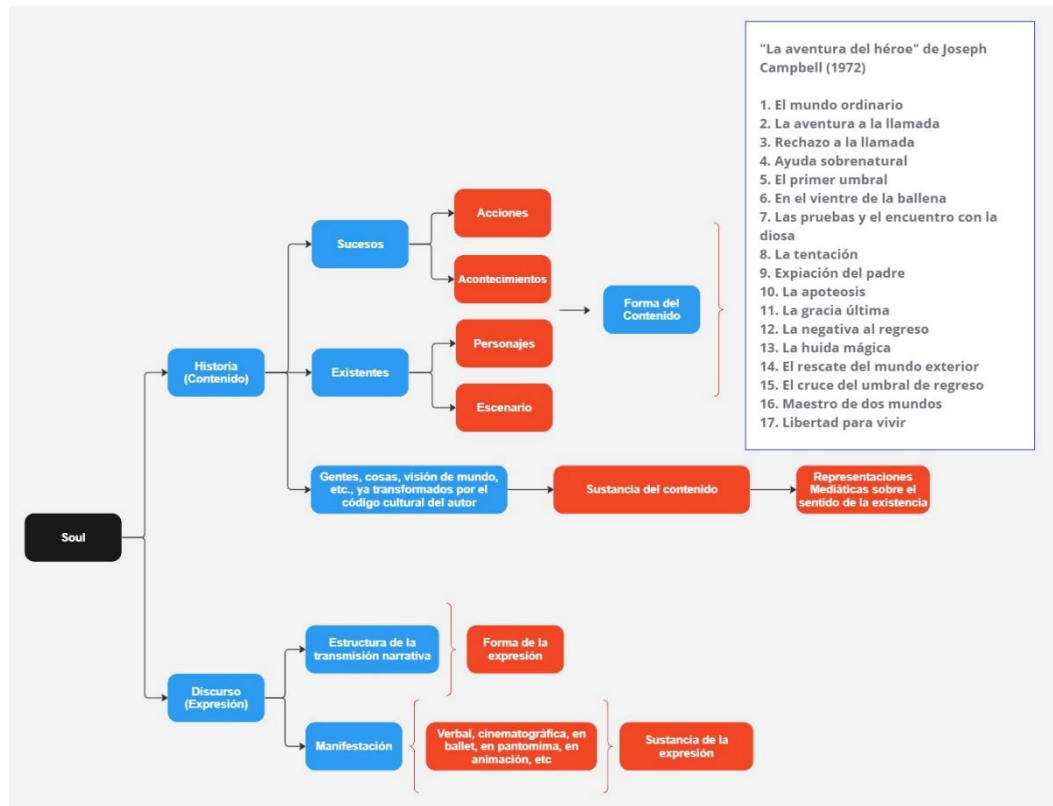 "La aventura del héroe" de Joseph
Campbell (1972)
1. El mundo ordinario
2. La aventura a la llamada
3. Rechazo a la llamada
4. Ayuda sobrenatural
5. El primer umbral
6. En el vientre de la ballena
7. Las pruebas y el encuentro con la
diosa
8. La tentación
9. Expiación del padre
10. La apoteosis
11. La gracia última
12. La negativa al regreso
13. La huida mágica
14. El rescate del mundo exterior
15. El cruce del umbral de regreso
16. Maestro de dos mundos
17. Libertad para vivir
Acciones
Sucesos
Acontecimientos
Forma del
Contenido
Personajes
Historia
(Contenido)
Existentes
Escenario
Gentes, cosas, visión de mundo,
etc., ya transformados por el
código cultural del autor
Sustancia del contenido
Representaciones
Mediáticas sobre el
sentido de la existencia
Soul
Estructura de la
transmisión narrativa
Forma de la
expresión
Discurso
(Expresión)
Manifestación
Verbal, cinematográfica, en
ballet, en pantomima, en
animación, etc
Sustancia de la
expresión